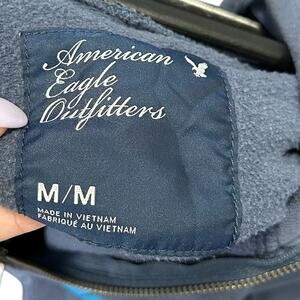 American
Eagle
Outfitters
M/M
MADE IN VIETNAM
FABRIQUÉ AU VIETNAM